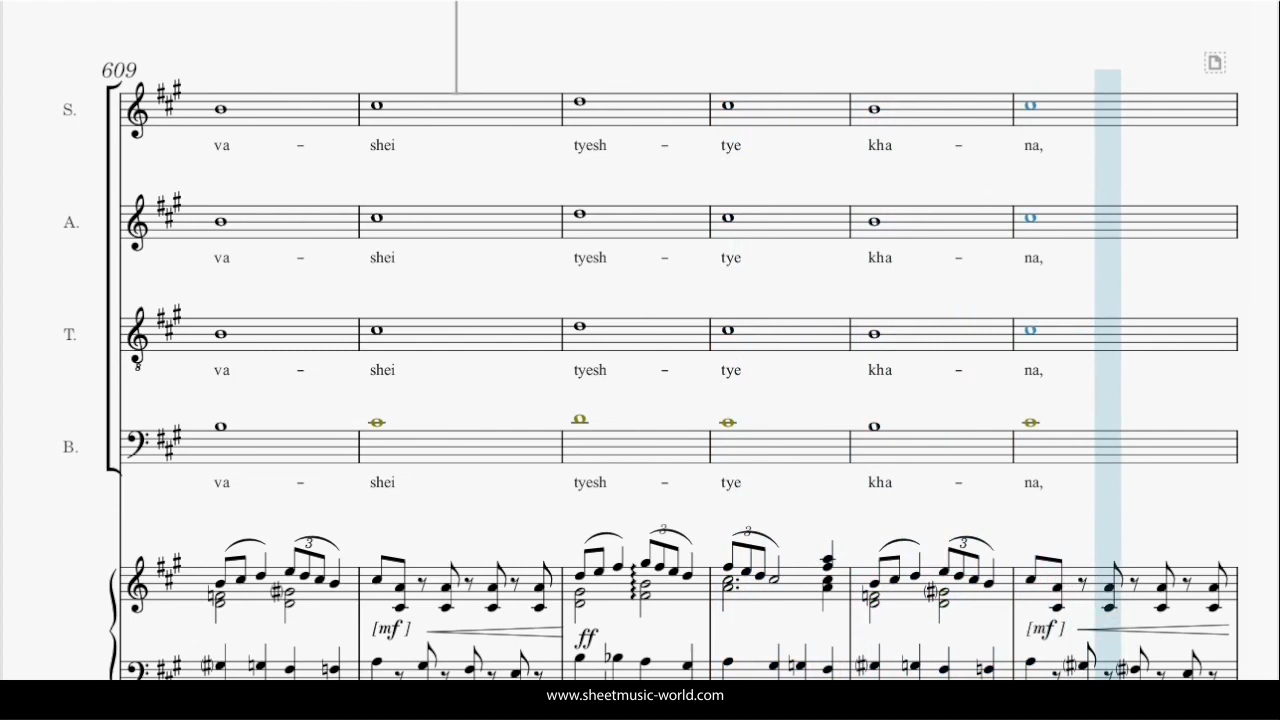 609
S.
va - shei tyesh - tye kha - na,
A.
va - shei tyesh - tye kha - na,
T.
8
va - shei tyesh - tye kha - na,
B.
va - shei tyesh - tye kha - na,
3 3 3 3
[mf] ff [mf]
www.sheetmusic-world.com